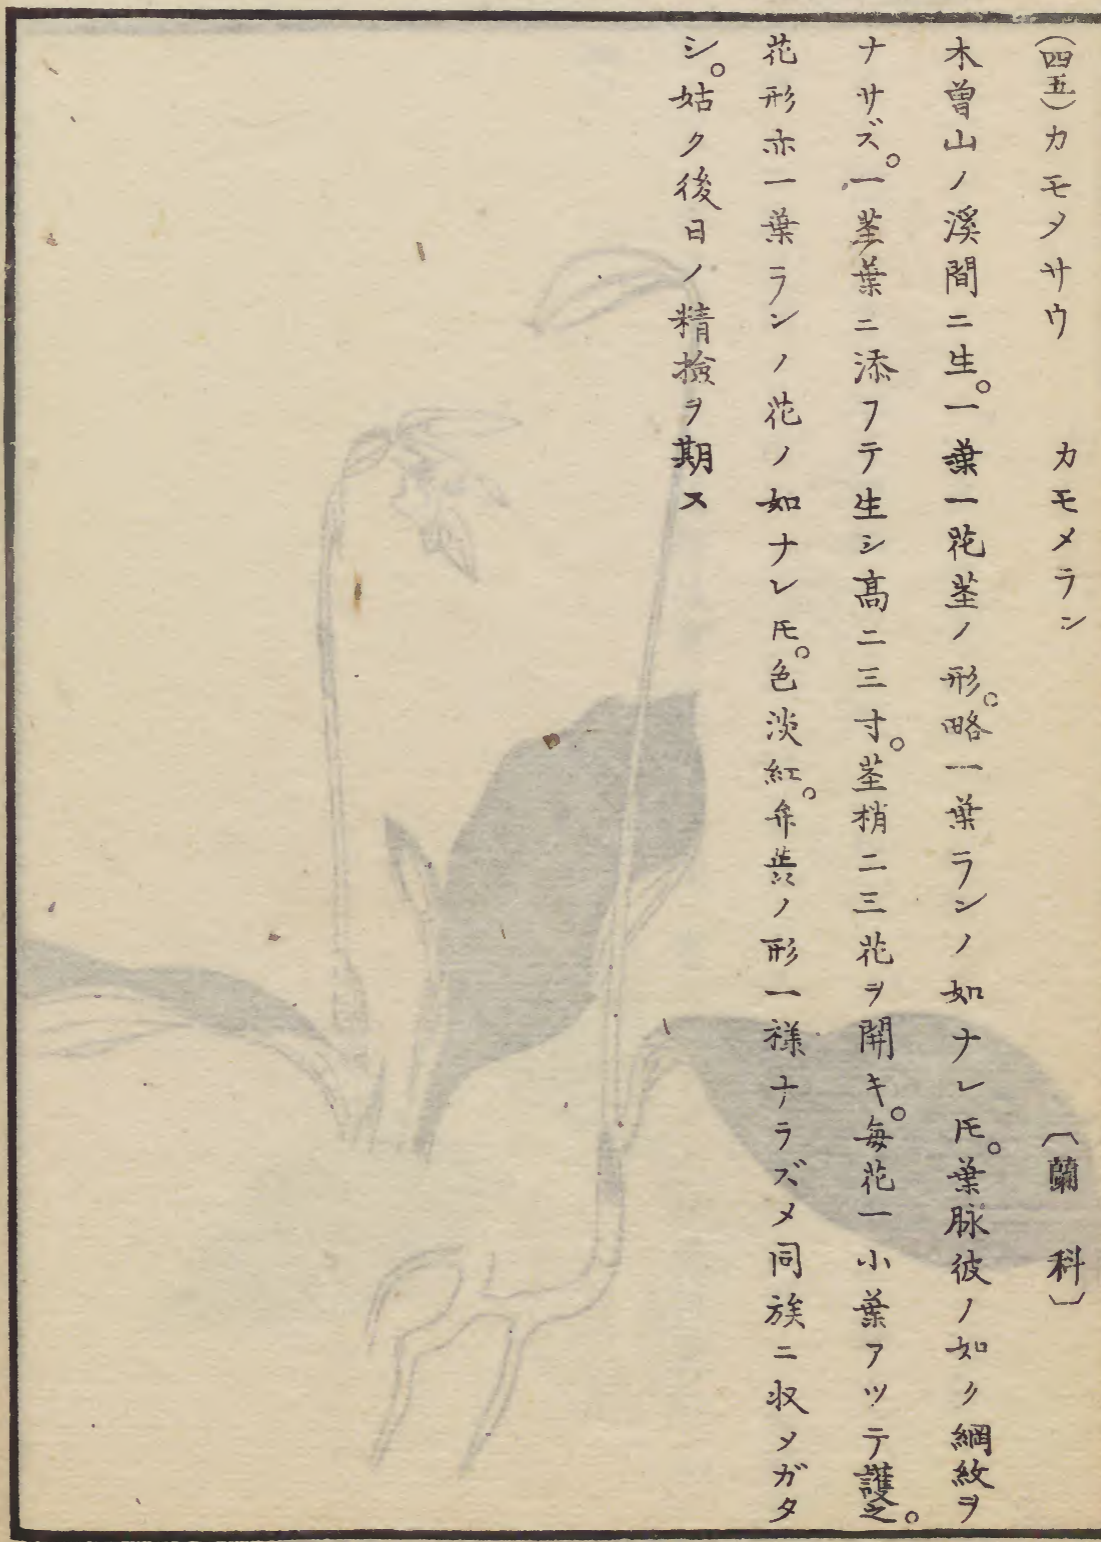 (四五)カモメサウ　カモメラン　〔蘭科〕
木曽山ノ渓間ニ生。一葉一花茎ノ形。略一葉ランノ如ナレ𪜈。葉脉彼ノ如ク網紋ヲ
ナサズ。一茎葉ニ添フテ生シ高二三寸。茎梢二三花ヲ開キ。毎花一小葉アツテ護之。
花形亦一葉ランノ花ノ如ナレ𪜈。色淡紅。弁蕋ノ形一様ナラズメ同族ニ収メガタ
シ。姑ク後日ノ精撿ヲ期ス